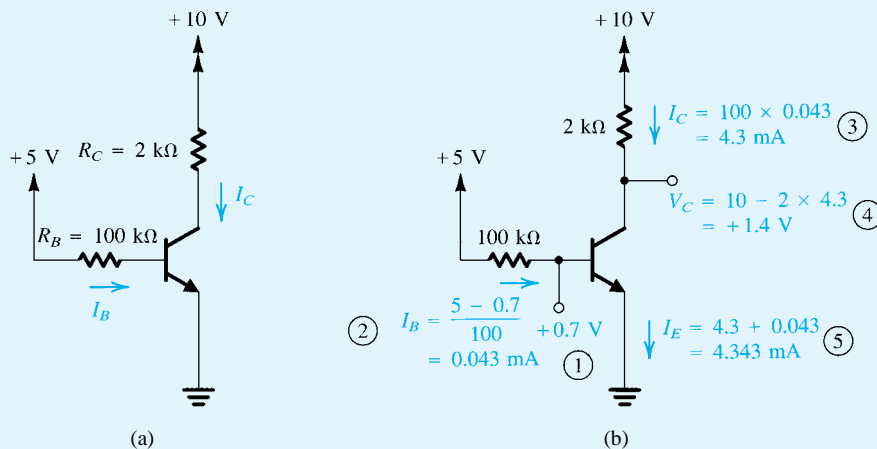 +10 V
R_C = 2 kΩ
+5 V
I_C
R_B = 100 kΩ
I_B
(a)
+10 V
2 kΩ
I_C = 100 × 0.043
= 4.3 mA
③
+5 V
V_C = 10 − 2 × 4.3
= +1.4 V
④
100 kΩ
② I_B = \frac{5 − 0.7}{100}
= 0.043 mA
+0.7 V
①
I_E = 4.3 + 0.043
= 4.343 mA
⑤
(b)